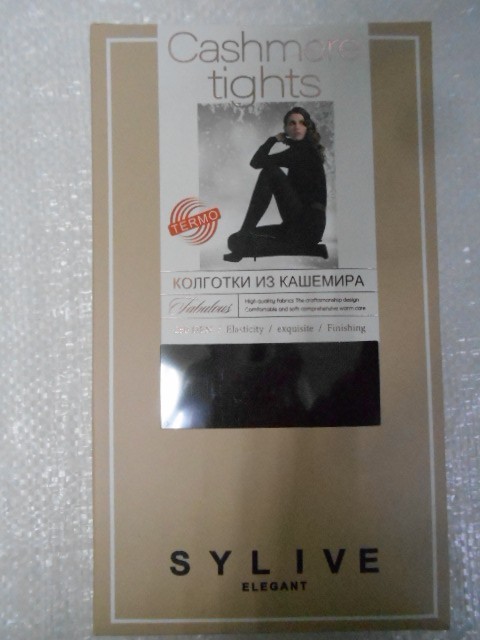 Cashmere
tights
TERMO
КОЛГОТКИ ИЗ КАШЕМИРА
Fabulous
High quality fabrics The craftsmanship design
Comfortable and soft comprehensive warm care
Elasticity / exquisite / Finishing
SYLIVE
ELEGANT